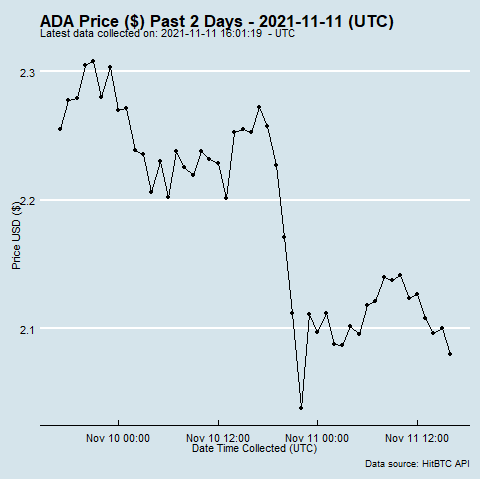 ADA Price ($) Past 2 Days - 2021-11-11 (UTC)
Latest data collected on: 2021-11-11 16:01:19  - UTC
2.3
2.2
2.1
Price USD ($)
Nov 10 00:00
Nov 10 12:00
Nov 11 00:00
Nov 11 12:00
Date Time Collected (UTC)
Data source: HitBTC API